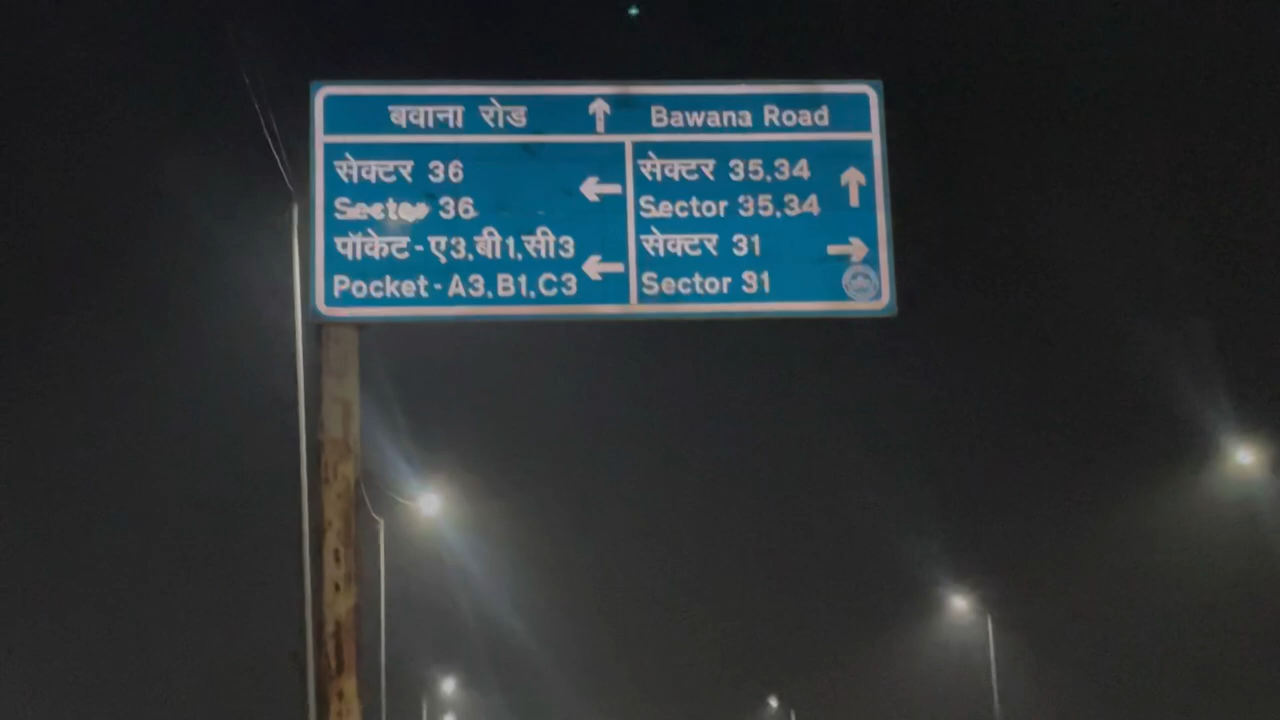 बवाना रोड Bawana Road
सेक्टर 36
Sector 36
पॉकेट-ए3,बी1,सी3
Pocket-A3,B1,C3
सेक्टर 35,34
Sector 35,34
सेक्टर 31
Sector 31